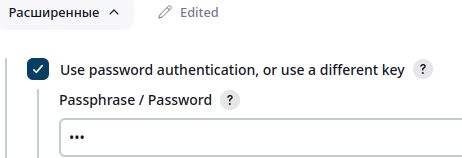 Расширенные Edited
Use password authentication, or use a different key ?
Passphrase / Password ?
•••